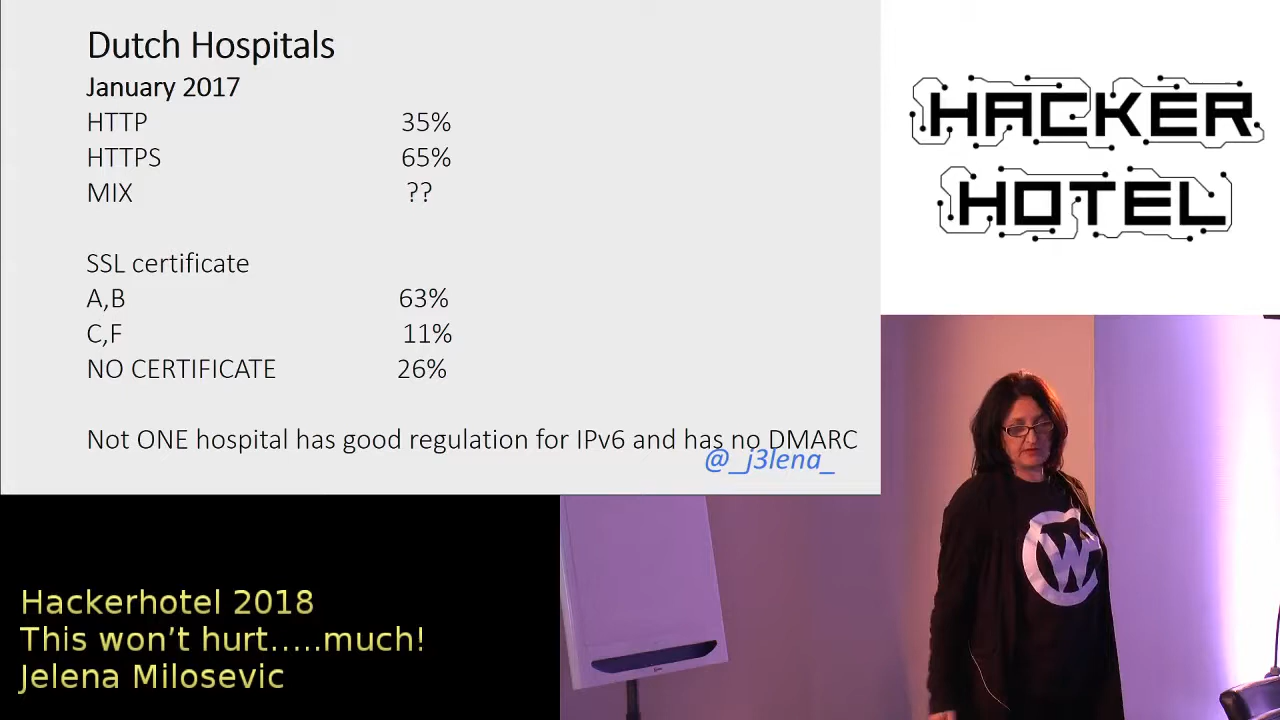 Dutch Hospitals
January 2017
HTTP 35%
HTTPS 65%
MIX ??
SSL certificate
A,B 63%
C,F 11%
NO CERTIFICATE 26%
Not ONE hospital has good regulation for IPv6 and has no DMARC
@_j3lena_
HACKER
HOTEL
W
Hackerhotel 2018
This won't hurt.....much!
Jelena Milosevic